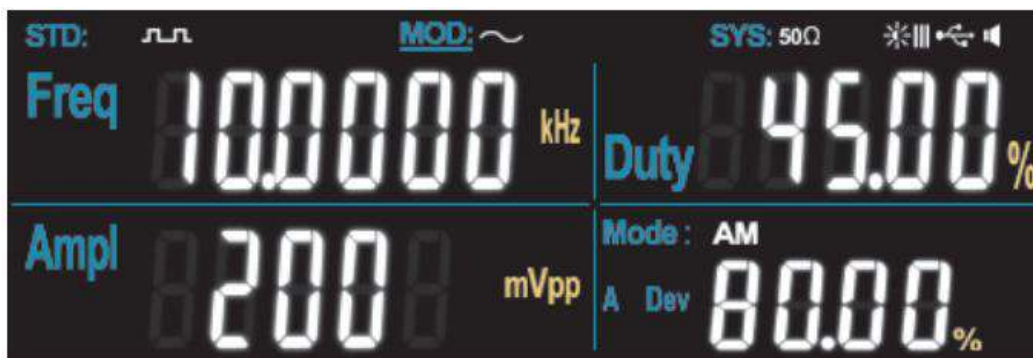 STD: MOD: SYS: 50Ω
Freq 10.0000 kHz
Duty 45.00 %
Ampl 200 mVpp
Mode: AM
A Dev 80.00 %